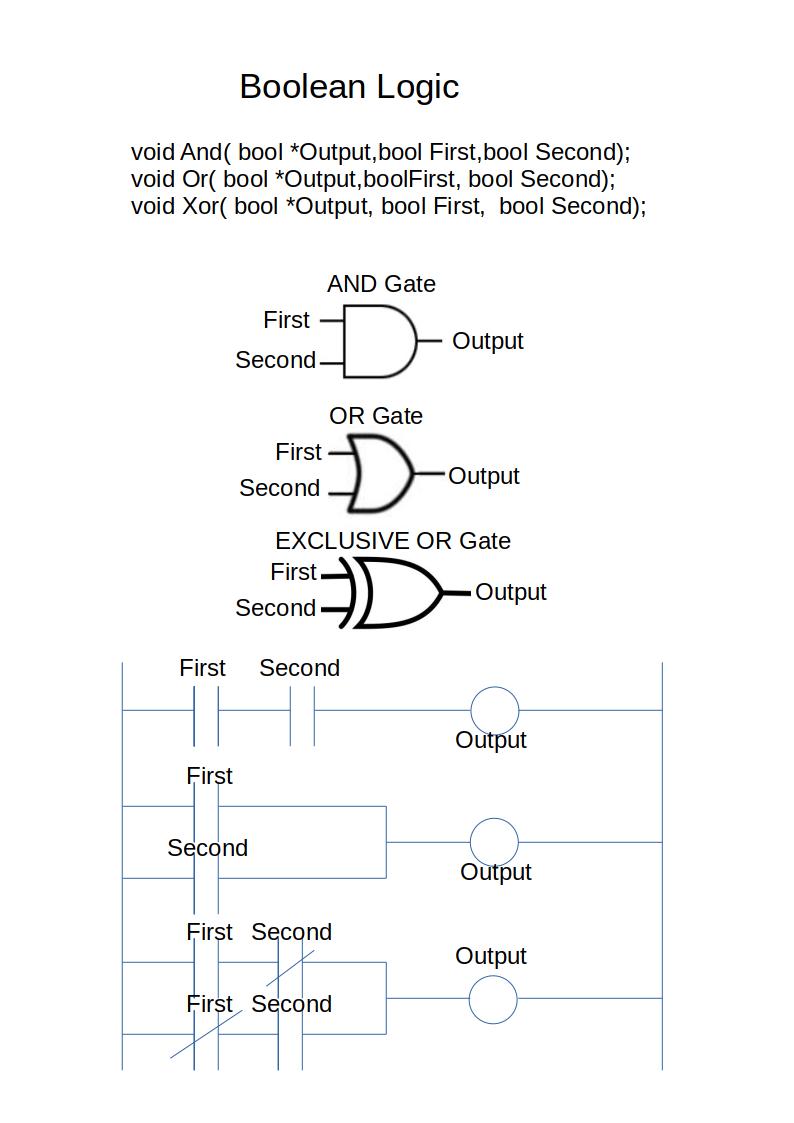 Boolean Logic
void And( bool *Output,bool First,bool Second);
void Or( bool *Output,boolFirst, bool Second);
void Xor( bool *Output, bool First,  bool Second);
AND Gate
First
Second
Output
OR Gate
First
Second
Output
EXCLUSIVE OR Gate
First
Second
Output
First Second
Output
First
Second
Output
First Second
Output
First Second